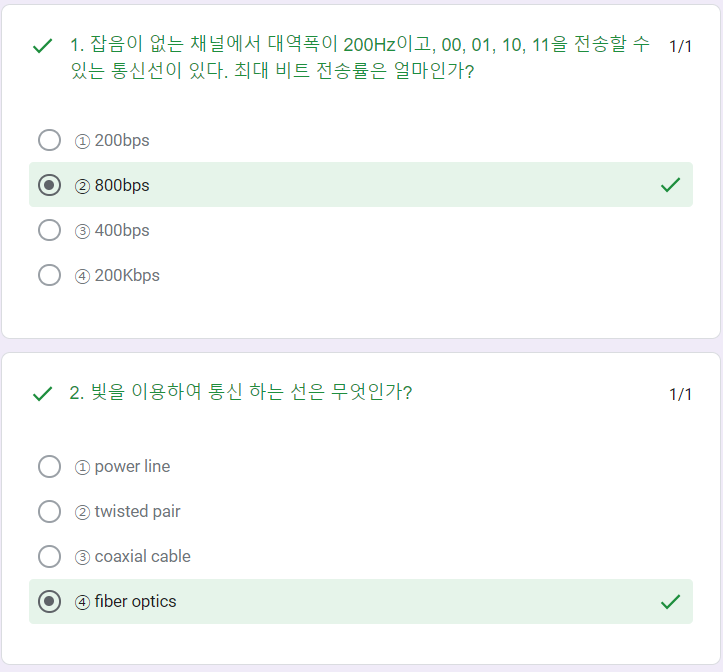 1. 잡음이 없는 채널에서 대역폭이 200Hz이고, 00, 01, 10, 11을 전송할 수 1/1
있는 통신선이 있다. 최대 비트 전송률은 얼마인가?
① 200bps
② 800bps
③ 400bps
④ 200Kbps
2. 빛을 이용하여 통신 하는 선은 무엇인가? 1/1
① power line
② twisted pair
③ coaxial cable
④ fiber optics